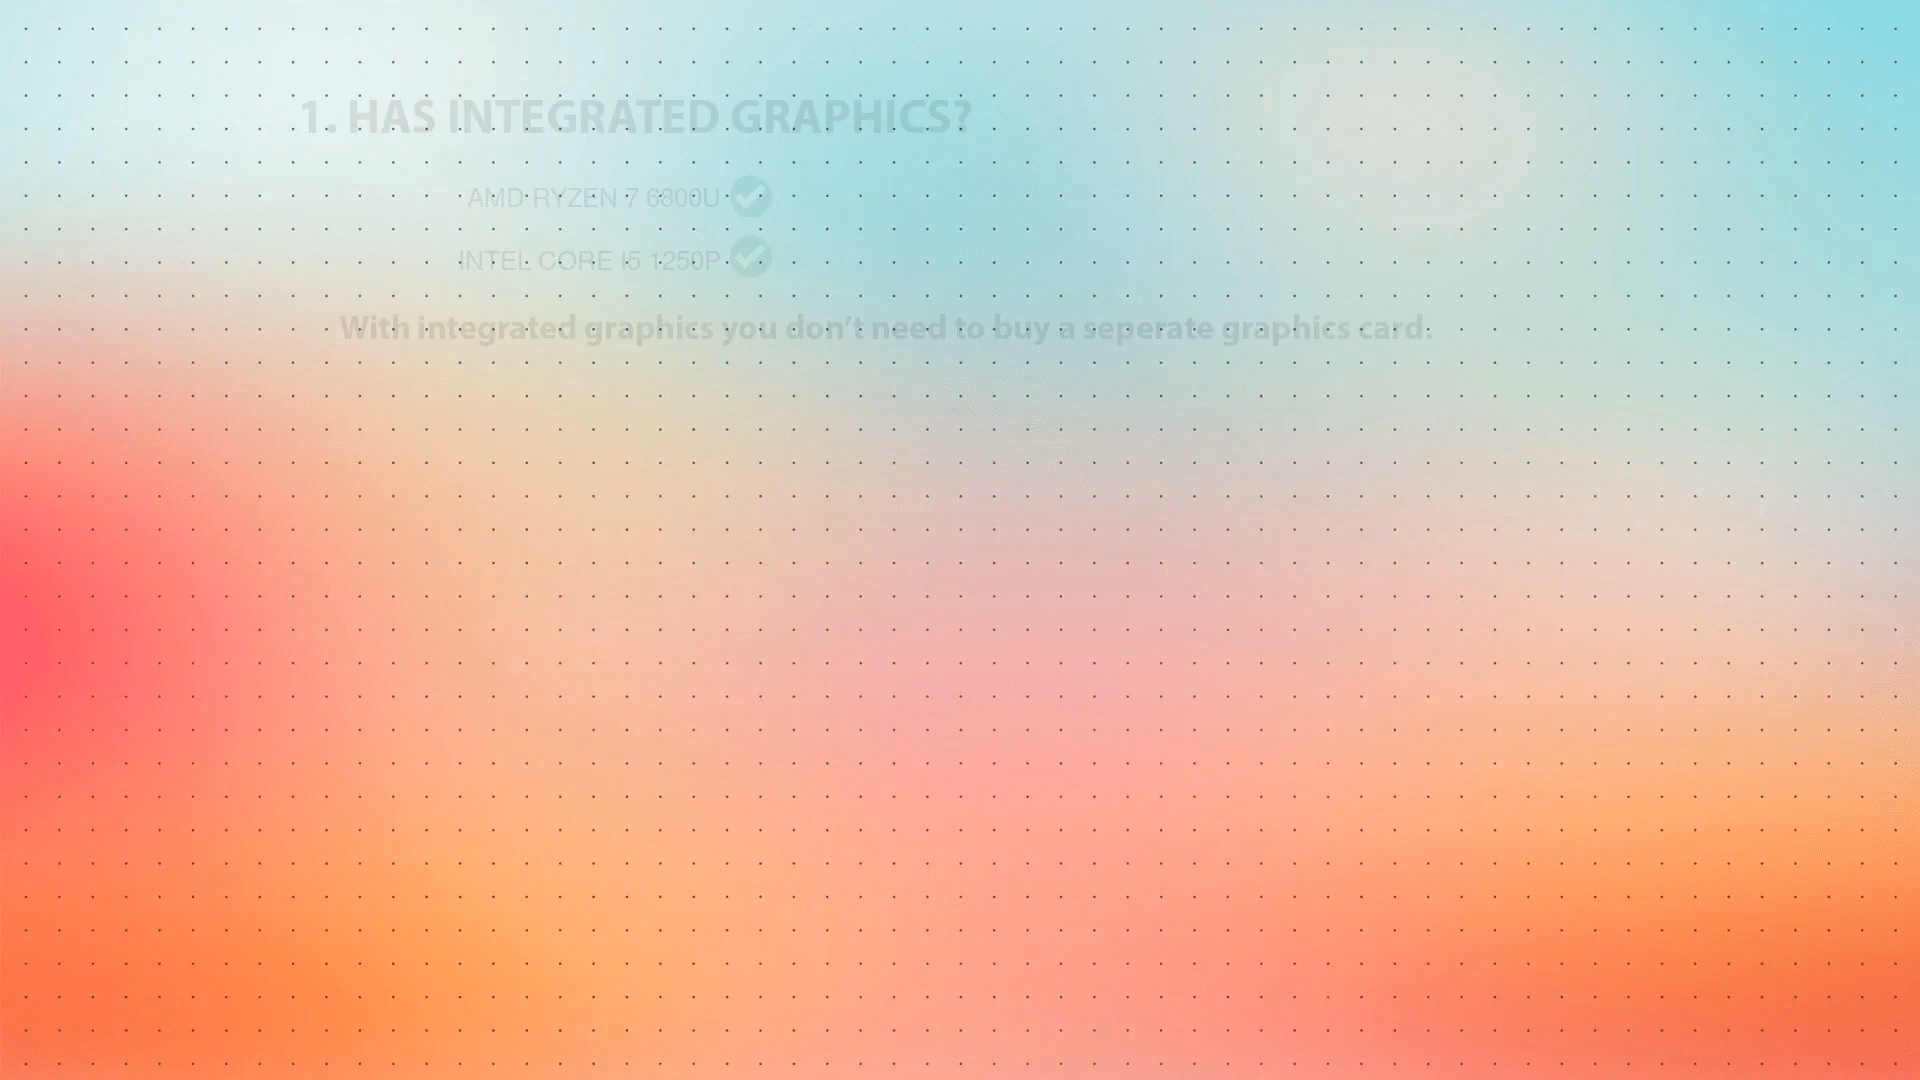 1. HAS INTEGRATED GRAPHICS?
AMD RYZEN 7 6800U
INTEL CORE I5 1250P
With integrated graphics you don’t need to buy a seperate graphics card.